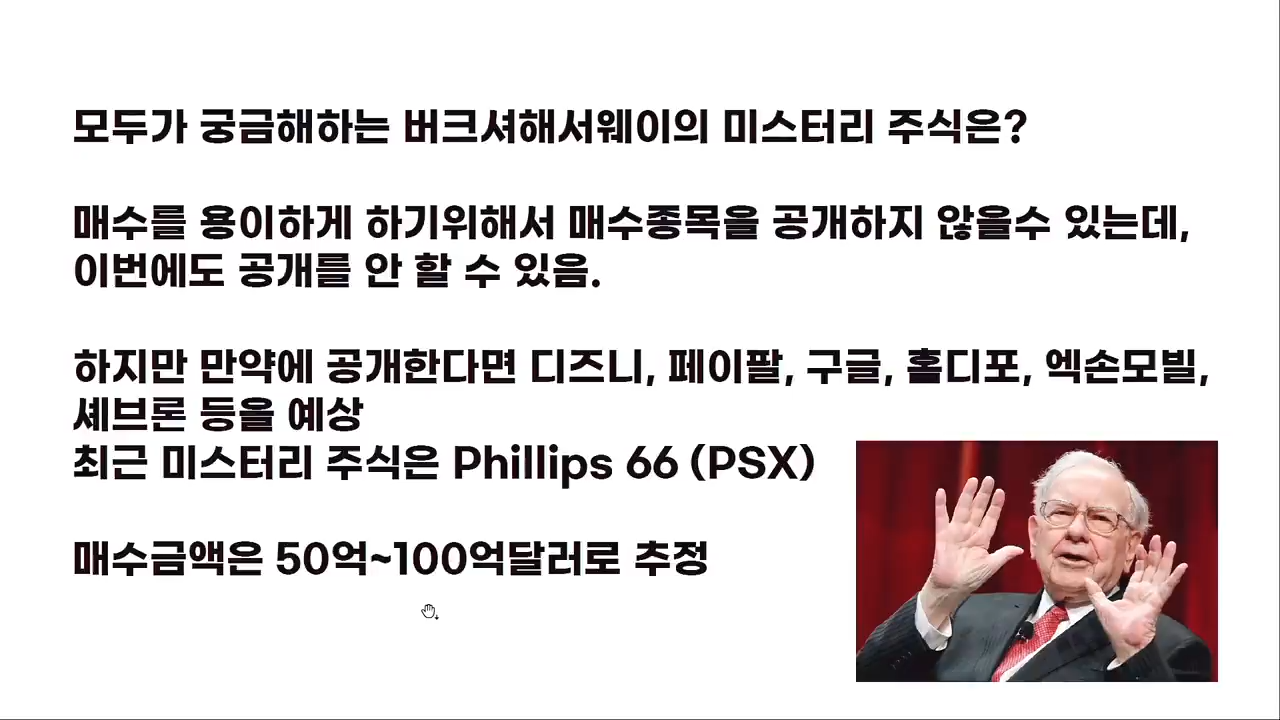 모두가 궁금해하는 버크셔해서웨이의 미스터리 주식은?
매수를 용이하게 하기위해서 매수종목을 공개하지 않을수 있는데,
이번에도 공개를 안 할 수 있음.
하지만 만약에 공개한다면 디즈니, 페이팔, 구글, 홈디포, 엑손모빌,
셰브론 등을 예상
최근 미스터리 주식은 Phillips 66 (PSX)
매수금액은 50억~100억달러로 추정